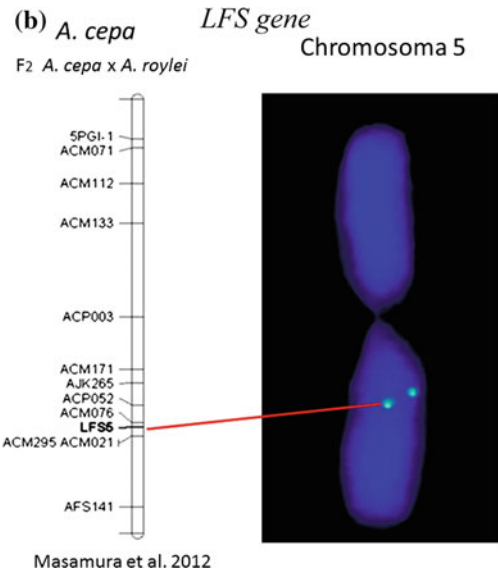 (b) A. cepa
LFS gene
F2 A. cepa x A. roylei
Chromosoma 5
5PGI-1
ACM071
ACM112
ACM133
ACP003
ACM171
AJK265
ACP052
ACM076
LFS5
ACM295 ACM021
AFS141
Masamura et al. 2012